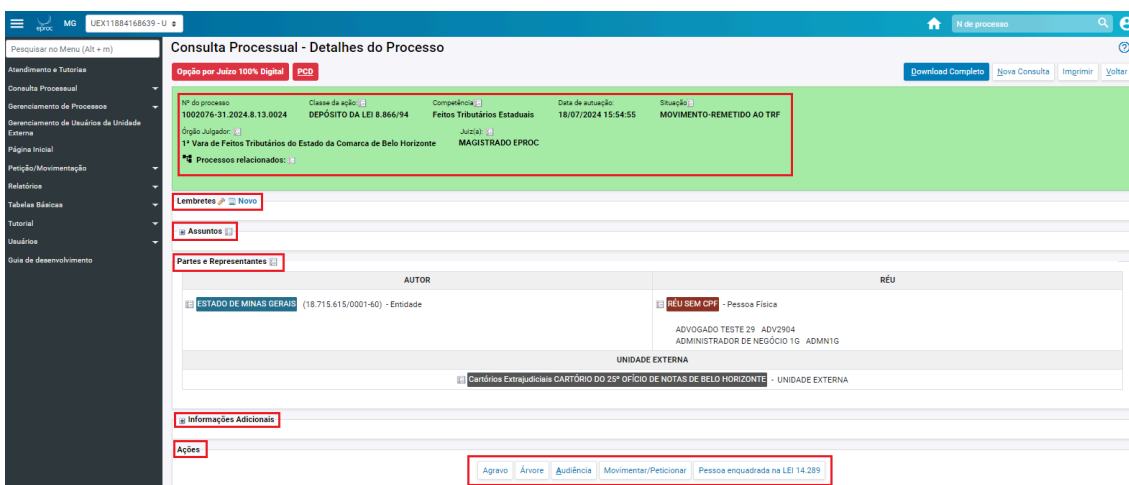 eproc MG UEX11884168639 - U N de processo
Pesquisar no Menu (Alt + m)
Atendimento e Tutorias
Consulta Processual
Gerenciamento de Processos
Gerenciamento de Usuários da Unidade
Externa
Página Inicial
Petição/Movimentação
Relatórios
Tabelas Básicas
Tutorial
Usuários
Guia de desenvolvimento
Consulta Processual - Detalhes do Processo
Opção por Juízo 100% Digital PCD Download Completo Nova Consulta Imprimir Voltar
Nº do processo Classe da ação: Competência: Data de autuação: Situação:
1002076-31.2024.8.13.0024 DEPÓSITO DA LEI 8.866/94 Feitos Tributários Estaduais 18/07/2024 15:54:55 MOVIMENTO-REMETIDO AO TRF
Órgão Julgador: Juiz(a):
1ª Vara de Feitos Tributários do Estado da Comarca de Belo Horizonte MAGISTRADO EPROC
Processos relacionados:
Lembretes Novo
Assuntos
Partes e Representantes
AUTOR RÉU
ESTADO DE MINAS GERAIS (18.715.615/0001-60) - Entidade RÉU SEM CPF - Pessoa Física
ADVOGADO TESTE 29 ADV2904
ADMINISTRADOR DE NEGÓCIO 1G ADMN1G
UNIDADE EXTERNA
Cartórios Extrajudiciais CARTÓRIO DO 25º OFÍCIO DE NOTAS DE BELO HORIZONTE - UNIDADE EXTERNA
Informações Adicionais
Ações
Agravo Árvore Audiência Movimentar/Peticionar Pessoa enquadrada na LEI 14.289